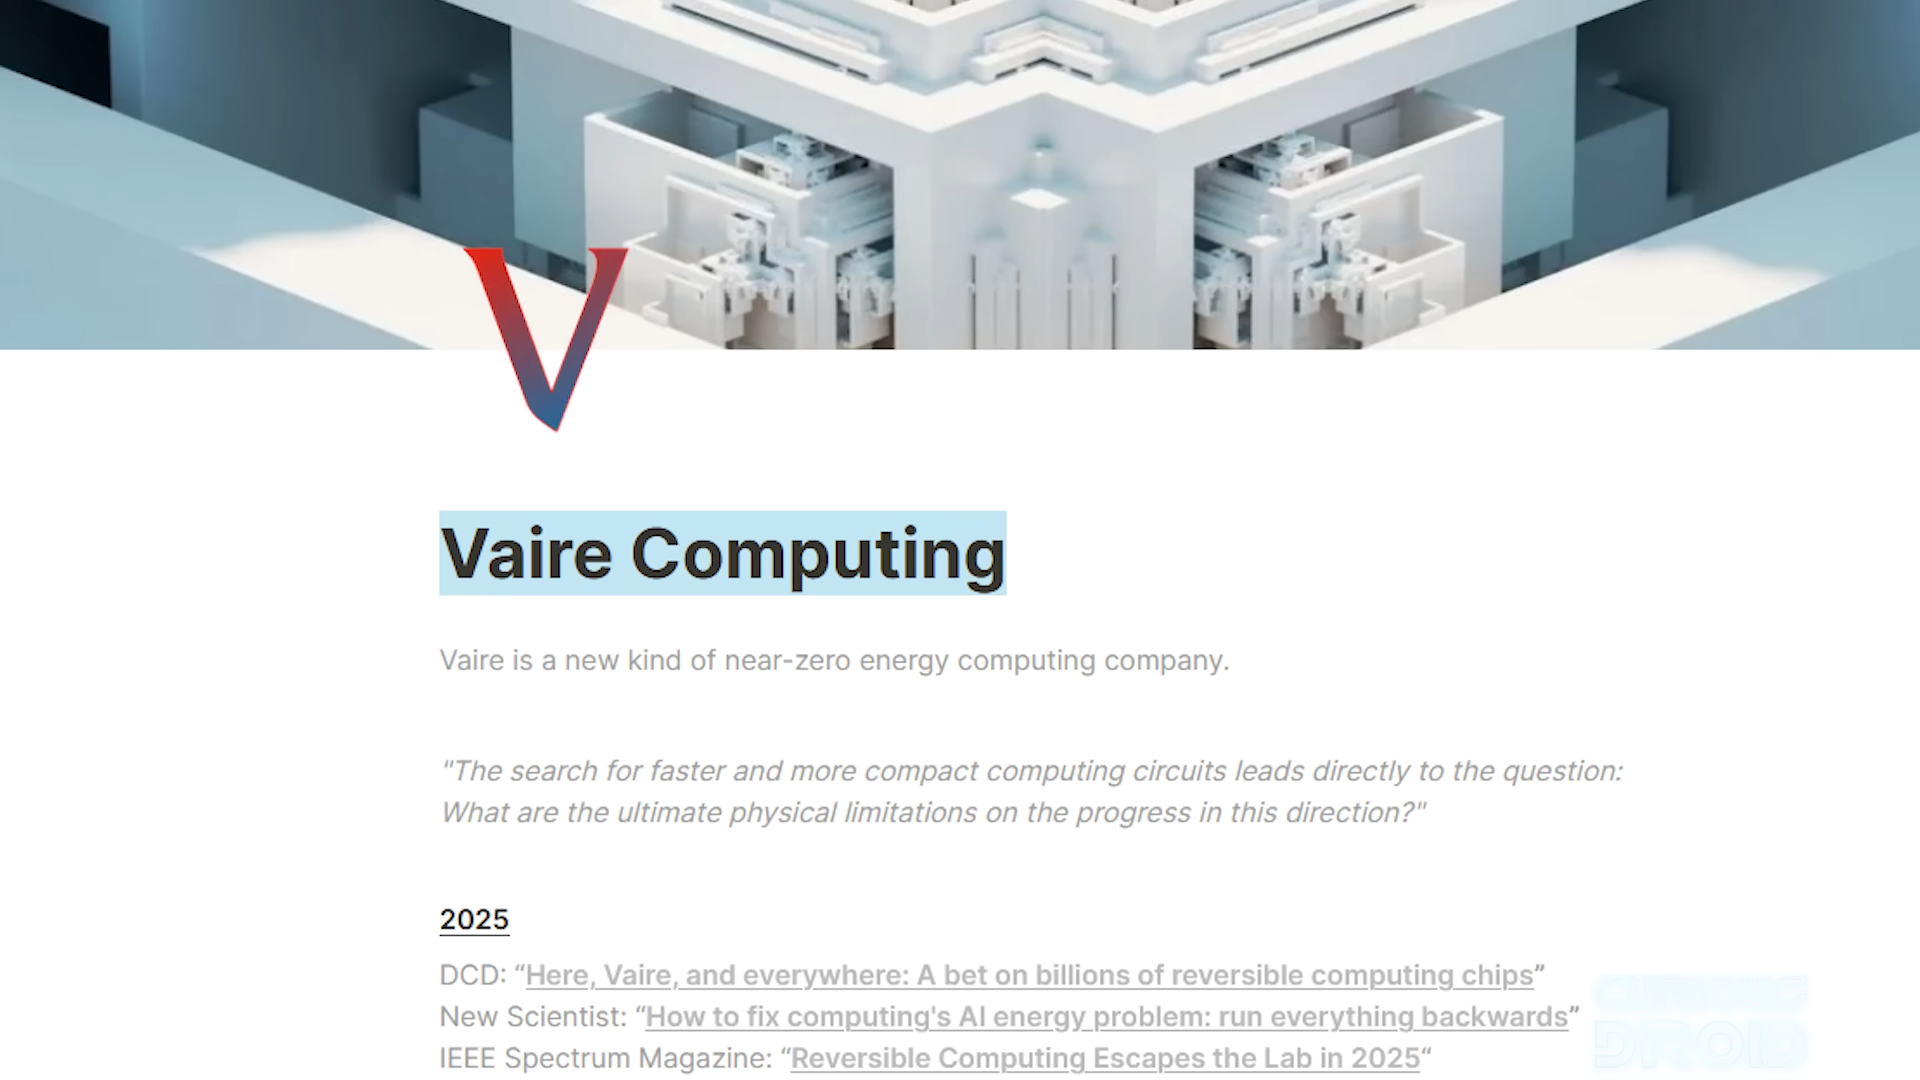 V
Vaire Computing
Vaire is a new kind of near-zero energy computing company.
"The search for faster and more compact computing circuits leads directly to the question:
What are the ultimate physical limitations on the progress in this direction?"
2025
DCD: “Here, Vaire, and everywhere: A bet on billions of reversible computing chips”
New Scientist: “How to fix computing's AI energy problem: run everything backwards”
IEEE Spectrum Magazine: “Reversible Computing Escapes the Lab in 2025“
DROID